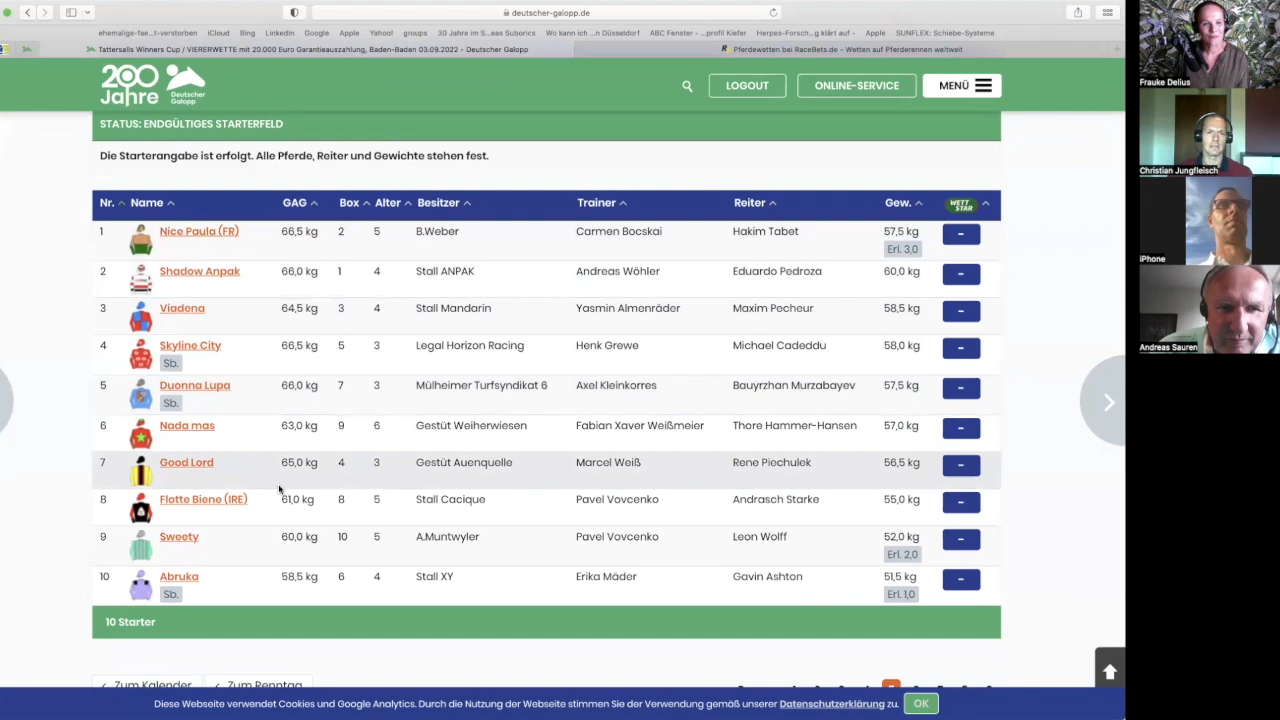 deutscher-galopp.de
ehemalige-fae...t-verstorben iCloud Bing LinkedIn Google Apple Yahoo! groups 30 Jahre im S...as Suborics Wo kann ich ...n Düsseldorf ABC Fenster –...profil Kiefer Herpes-Forsch...g klärt auf - Apple SUNFLEX: Schiebe-Systeme
Tattersalls Winners Cup / VIERERWETTE mit 20.000 Euro Garantieauszahlung, Baden-Baden 03.09.2022 - Deutscher Galopp
Pferdewetten bei RaceBets.de - Wetten auf Pferderennen weltweit
200 Jahre Deutscher Galopp
LOGOUT ONLINE-SERVICE MENÜ
STATUS: ENDGÜLTIGES STARTERFELD
Die Starterangabe ist erfolgt. Alle Pferde, Reiter und Gewichte stehen fest.
Nr. Name GAG Box Alter Besitzer Trainer Reiter Gew. WETTSTAR
1 Nice Paula (FR) 66,5 kg 2 5 B.Weber Carmen Bocskai Hakim Tabet 57,5 kg -
Erl. 3,0
2 Shadow Anpak 66,0 kg 1 4 Stall ANPAK Andreas Wöhler Eduardo Pedroza 60,0 kg -
3 Viadena 64,5 kg 3 4 Stall Mandarin Yasmin Almenräder Maxim Pecheur 58,5 kg -
4 Skyline City 66,5 kg 5 3 Legal Horizon Racing Henk Grewe Michael Cadeddu 58,0 kg -
Sb.
5 Duonna Lupa 66,0 kg 7 3 Mülheimer Turfsyndikat 6 Axel Kleinkorres Bauyrzhan Murzabayev 57,5 kg -
Sb.
6 Nada mas 63,0 kg 9 6 Gestüt Weiherwiesen Fabian Xaver Weißmeier Thore Hammer-Hansen 57,0 kg -
7 Good Lord 65,0 kg 4 3 Gestüt Auenquelle Marcel Weiß Rene Piechulek 56,5 kg -
8 Flotte Biene (IRE) 61,0 kg 8 5 Stall Cacique Pavel Vovcenko Andrasch Starke 55,0 kg -
9 Sweety 60,0 kg 10 5 A.Muntwyler Pavel Vovcenko Leon Wolff 52,0 kg -
Erl. 2,0
10 Abruka 58,5 kg 6 4 Stall XY Erika Mäder Gavin Ashton 51,5 kg -
Sb. Erl. 1,0
10 Starter
Zum Kalender Zum Renntag
Diese Webseite verwendet Cookies und Google Analytics. Durch die Nutzung der Webseite stimmen Sie der Verwendung gemäß unserer Datenschutzerklärung zu. OK
Frauke Delius
Christian Jungfleisch
iPhone
Andreas Sauren